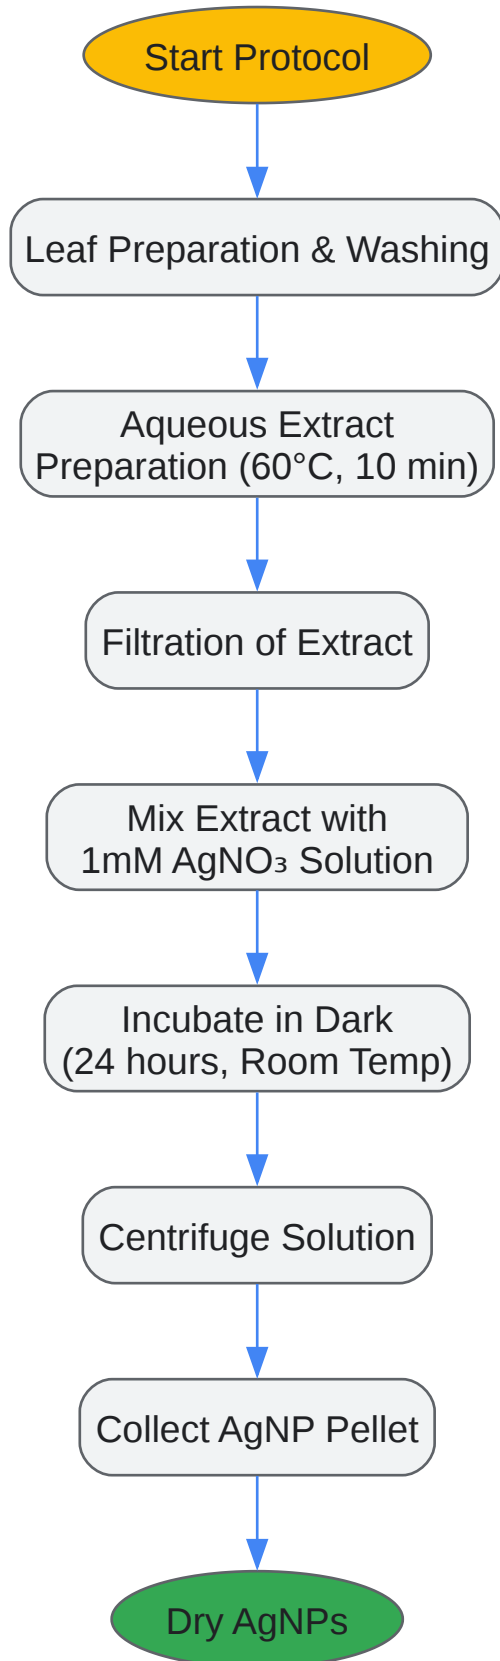 Start Protocol
Leaf Preparation & Washing
Aqueous Extract
Preparation (60°C, 10 min)
Filtration of Extract
Mix Extract with
1mM AgNO₃ Solution
Incubate in Dark
(24 hours, Room Temp)
Centrifuge Solution
Collect AgNP Pellet
Dry AgNPs